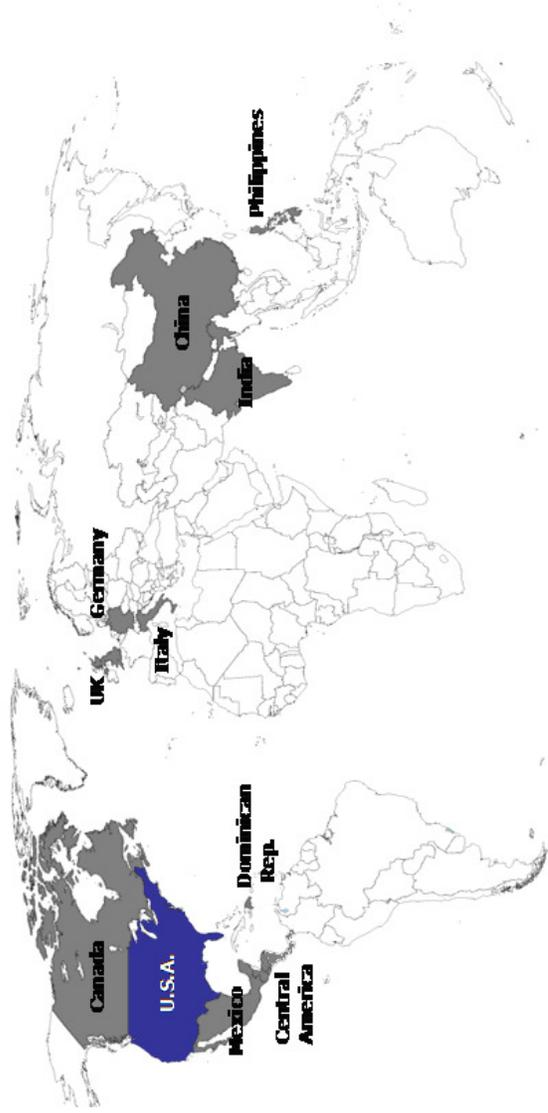 Canada
U.S.A.
Mexico
Central
America
Dominican
Rep.
UK
Germany
Italy
China
India
Philippines